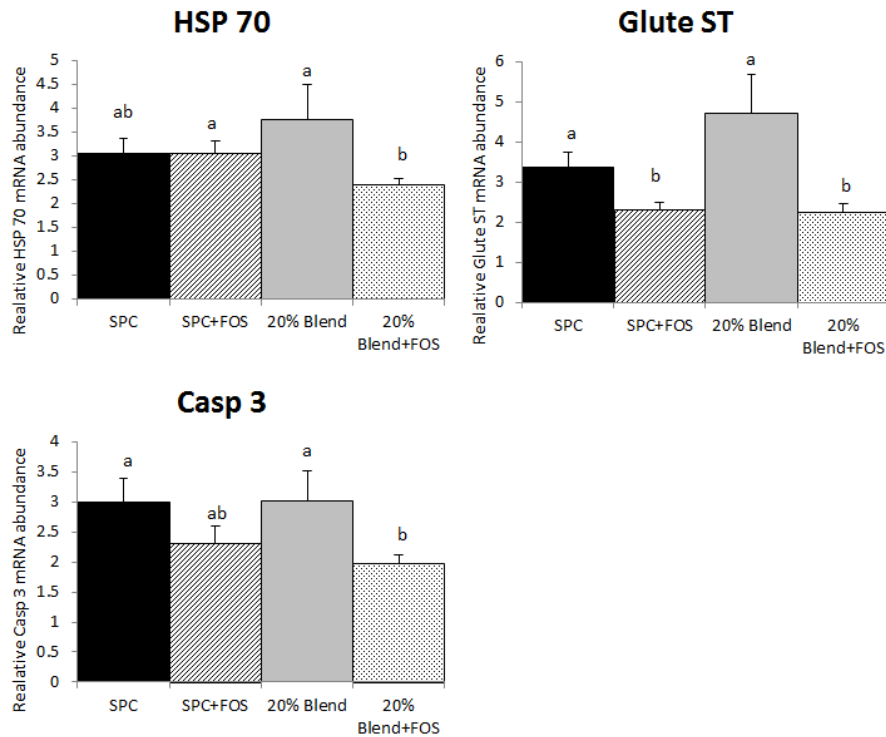 HSP 70
Realative HSP 70 mRNA abundance
5
4.5
4
3.5
3
2.5
2
1.5
1
0.5
0
ab
a
a
b
SPC
SPC+FOS
20% Blend
20%
Blend+FOS
Glute ST
Realative Glute ST mRNA abundance
6
5
4
3
2
1
0
a
b
a
b
SPC
SPC+FOS
20% Blend
20%
Blend+FOS
Casp 3
Realative Casp 3 mRNA abundance
4
3.5
3
2.5
2
1.5
1
0.5
0
a
ab
a
b
SPC
SPC+FOS
20% Blend
20%
Blend+FOS